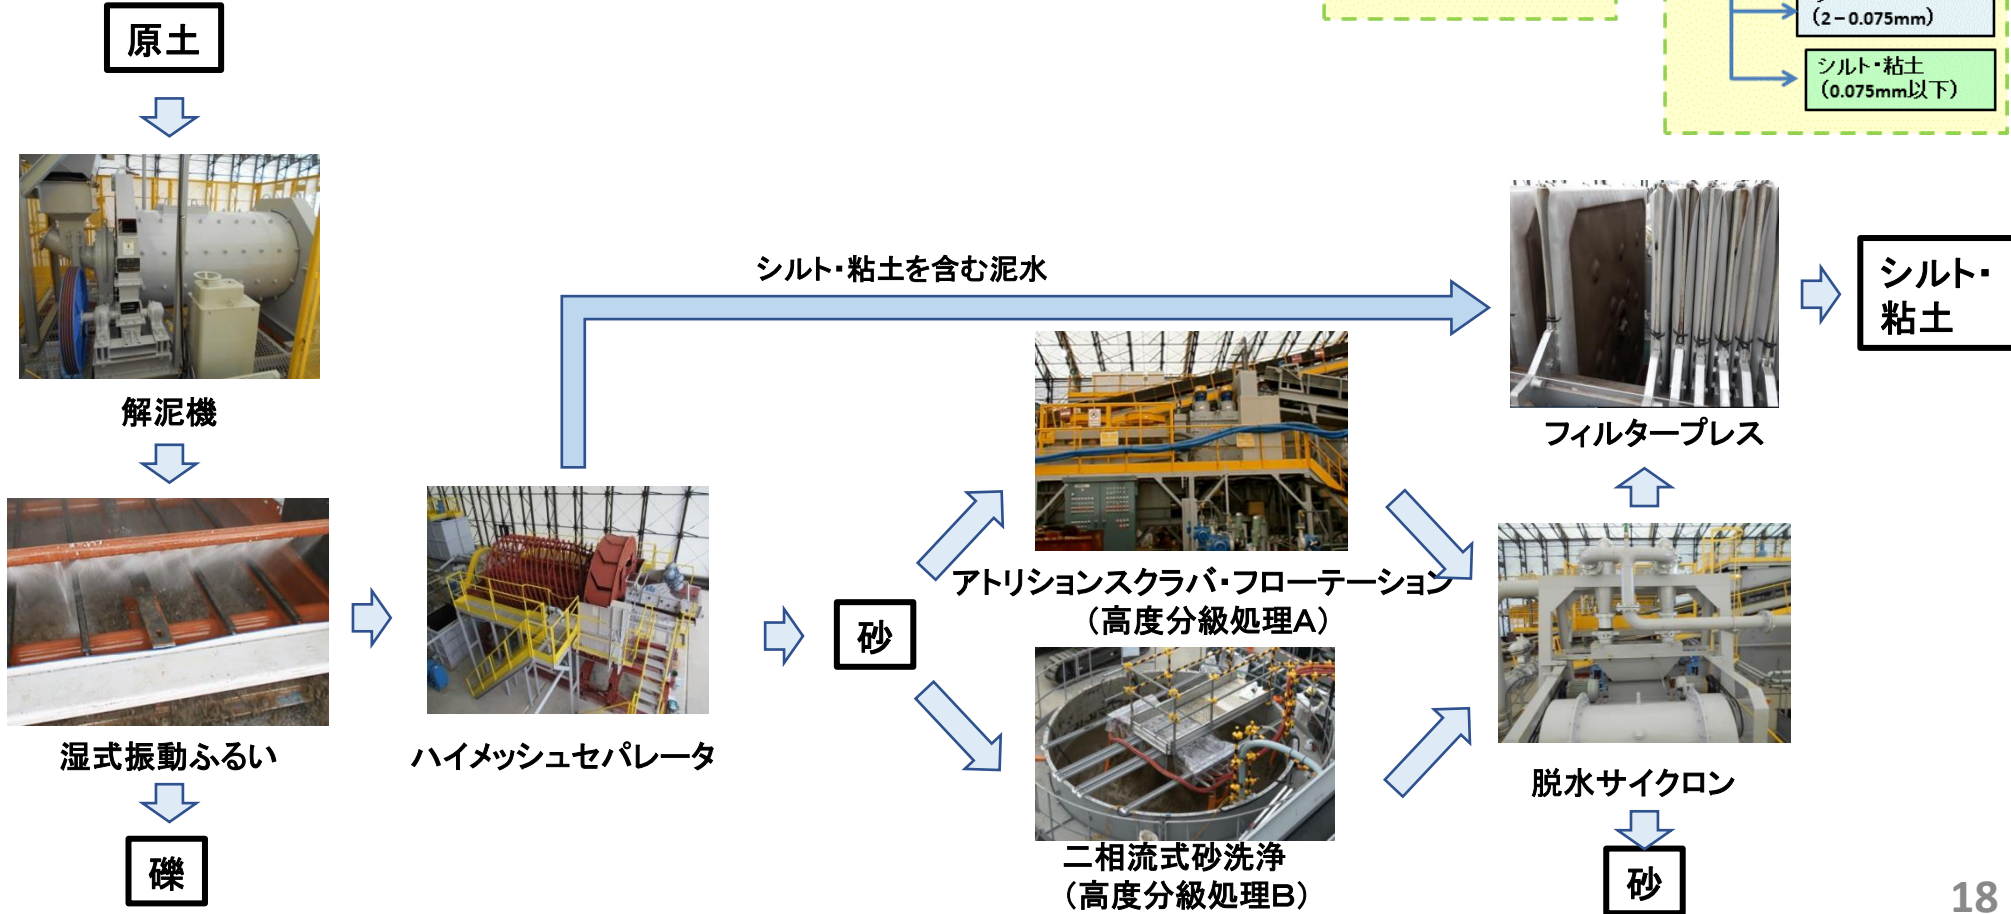 原土
(2-0.075mm)
シルト・粘土
(0.075mm以下)
解泥機
シルト・粘土を含む泥水
フィルタープレス
シルト・
粘土
湿式振動ふるい
礫
ハイメッシュセパレータ
砂
アトリションスクラバ・フローテーション
(高度分級処理A)
二相流式砂洗浄
(高度分級処理B)
脱水サイクロン
砂
18